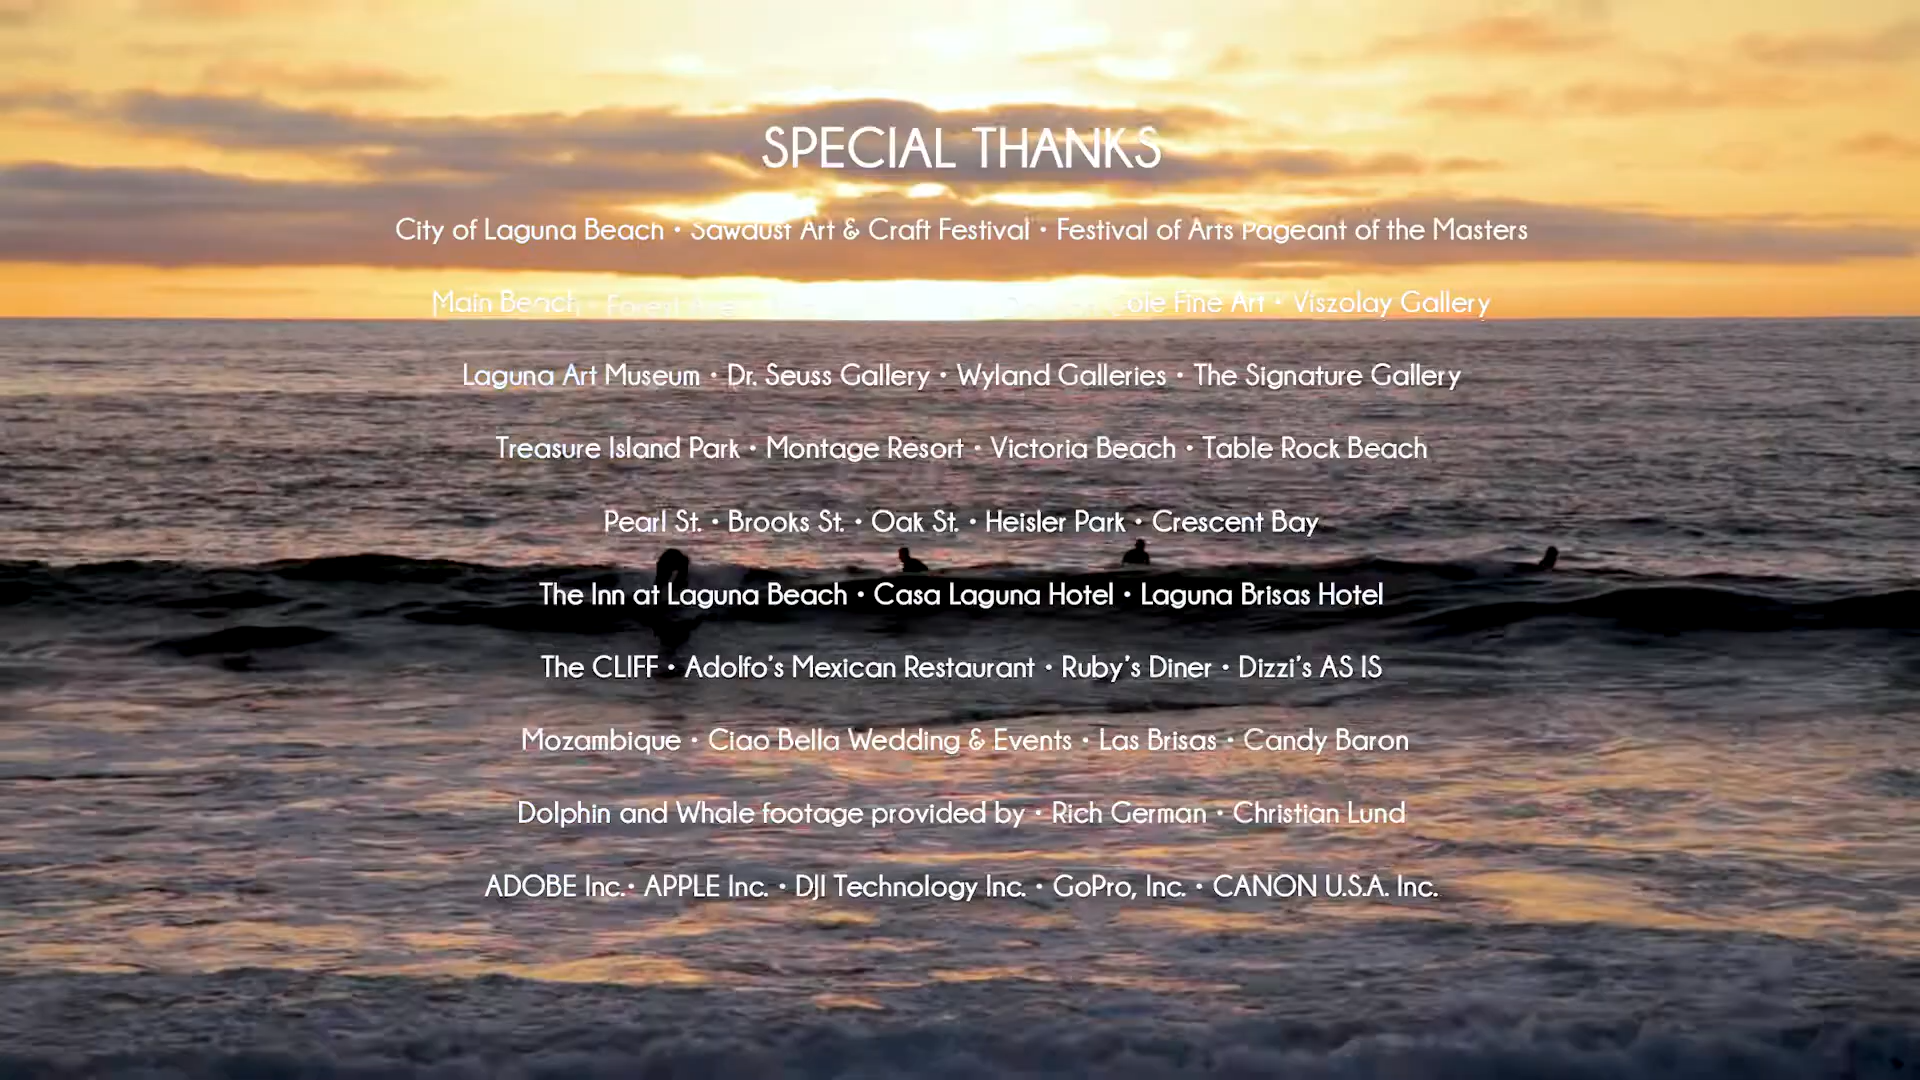 SPECIAL THANKS
City of Laguna Beach • Sawdust Art & Craft Festival • Festival of Arts Pageant of the Masters
Main Beach • Forest Ave Cole Fine Art • Viszolay Gallery
Laguna Art Museum • Dr. Seuss Gallery • Wyland Galleries • The Signature Gallery
Treasure Island Park • Montage Resort • Victoria Beach • Table Rock Beach
Pearl St. • Brooks St. • Oak St. • Heisler Park • Crescent Bay
The Inn at Laguna Beach • Casa Laguna Hotel • Laguna Brisas Hotel
The CLIFF • Adolfo's Mexican Restaurant • Ruby's Diner • Dizzi's AS IS
Mozambique • Ciao Bella Wedding & Events • Las Brisas • Candy Baron
Dolphin and Whale footage provided by • Rich German • Christian Lund
ADOBE Inc.• APPLE Inc. • DJI Technology Inc. • GoPro, Inc. • CANON U.S.A. Inc.